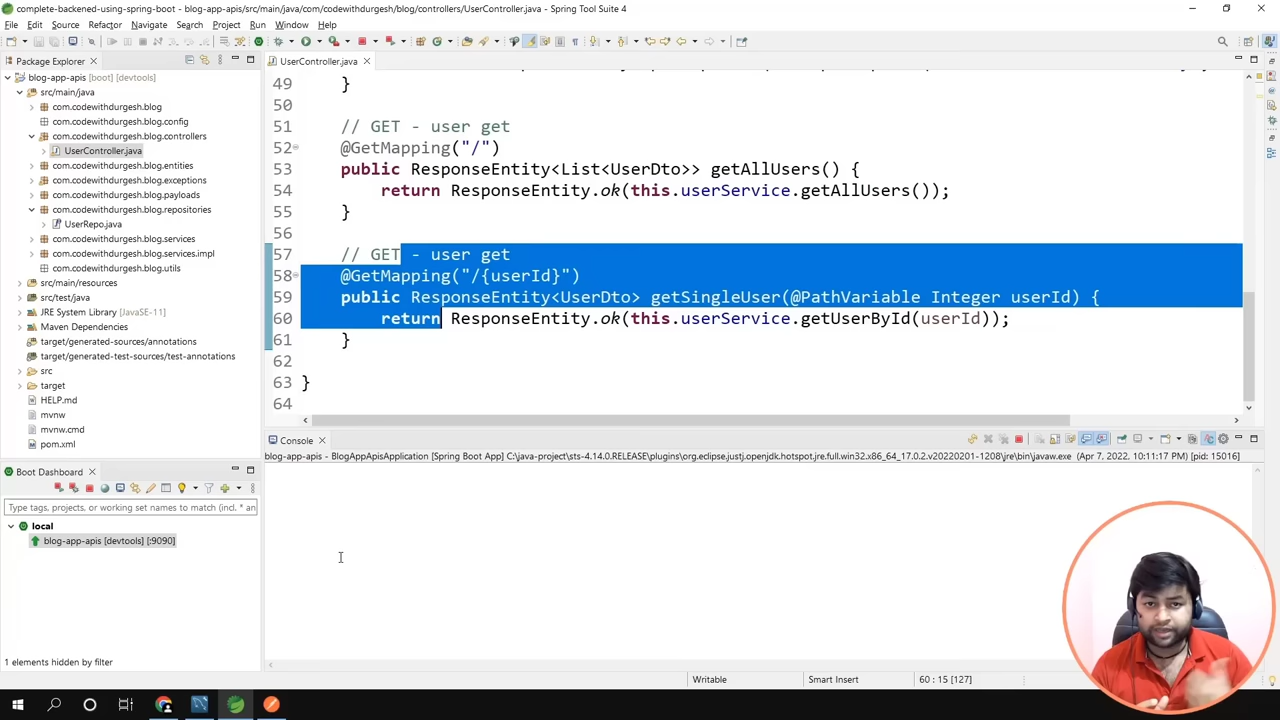 complete-backened-using-spring-boot - blog-app-apis/src/main/java/com/codewithdurgesh/blog/controllers/UserController.java - Spring Tool Suite 4
File Edit Source Refactor Navigate Search Project Run Window Help
Package Explorer
blog-app-apis [boot] [devtools]
src/main/java
com.codewithdurgesh.blog
com.codewithdurgesh.blog.config
com.codewithdurgesh.blog.controllers
UserController.java
com.codewithdurgesh.blog.entities
com.codewithdurgesh.blog.exceptions
com.codewithdurgesh.blog.payloads
com.codewithdurgesh.blog.repositories
UserRepo.java
com.codewithdurgesh.blog.services
com.codewithdurgesh.blog.services.impl
com.codewithdurgesh.blog.utils
src/main/resources
src/test/java
JRE System Library [JavaSE-11]
Maven Dependencies
target/generated-sources/annotations
target/generated-test-sources/test-annotations
src
target
HELP.md
mvnw
mvnw.cmd
pom.xml
UserController.java
49 }
50
51 // GET - user get
52 @GetMapping("/")
53 public ResponseEntity<List<UserDto>> getAllUsers() {
54 return ResponseEntity.ok(this.userService.getAllUsers());
55 }
56
57 // GET - user get
58 @GetMapping("/{userId}")
59 public ResponseEntity<UserDto> getSingleUser(@PathVariable Integer userId) {
60 return ResponseEntity.ok(this.userService.getUserById(userId));
61 }
62
63 }
64
Console
blog-app-apis - BlogAppApisApplication [Spring Boot App] C:\java-project\sts-4.14.0.RELEASE\plugins\org.eclipse.justj.openjdk.hotspot.jre.full.win32.x86_64_17.0.2.v20220201-1208\jre\bin\javaw.exe (Apr 7, 2022, 10:11:17 PM) [pid: 15016]
Boot Dashboard
Type tags, projects, or working set names to match (incl. * an
local
blog-app-apis [devtools] [:9090]
1 elements hidden by filter
Writable
Smart Insert
60 : 15 [127]